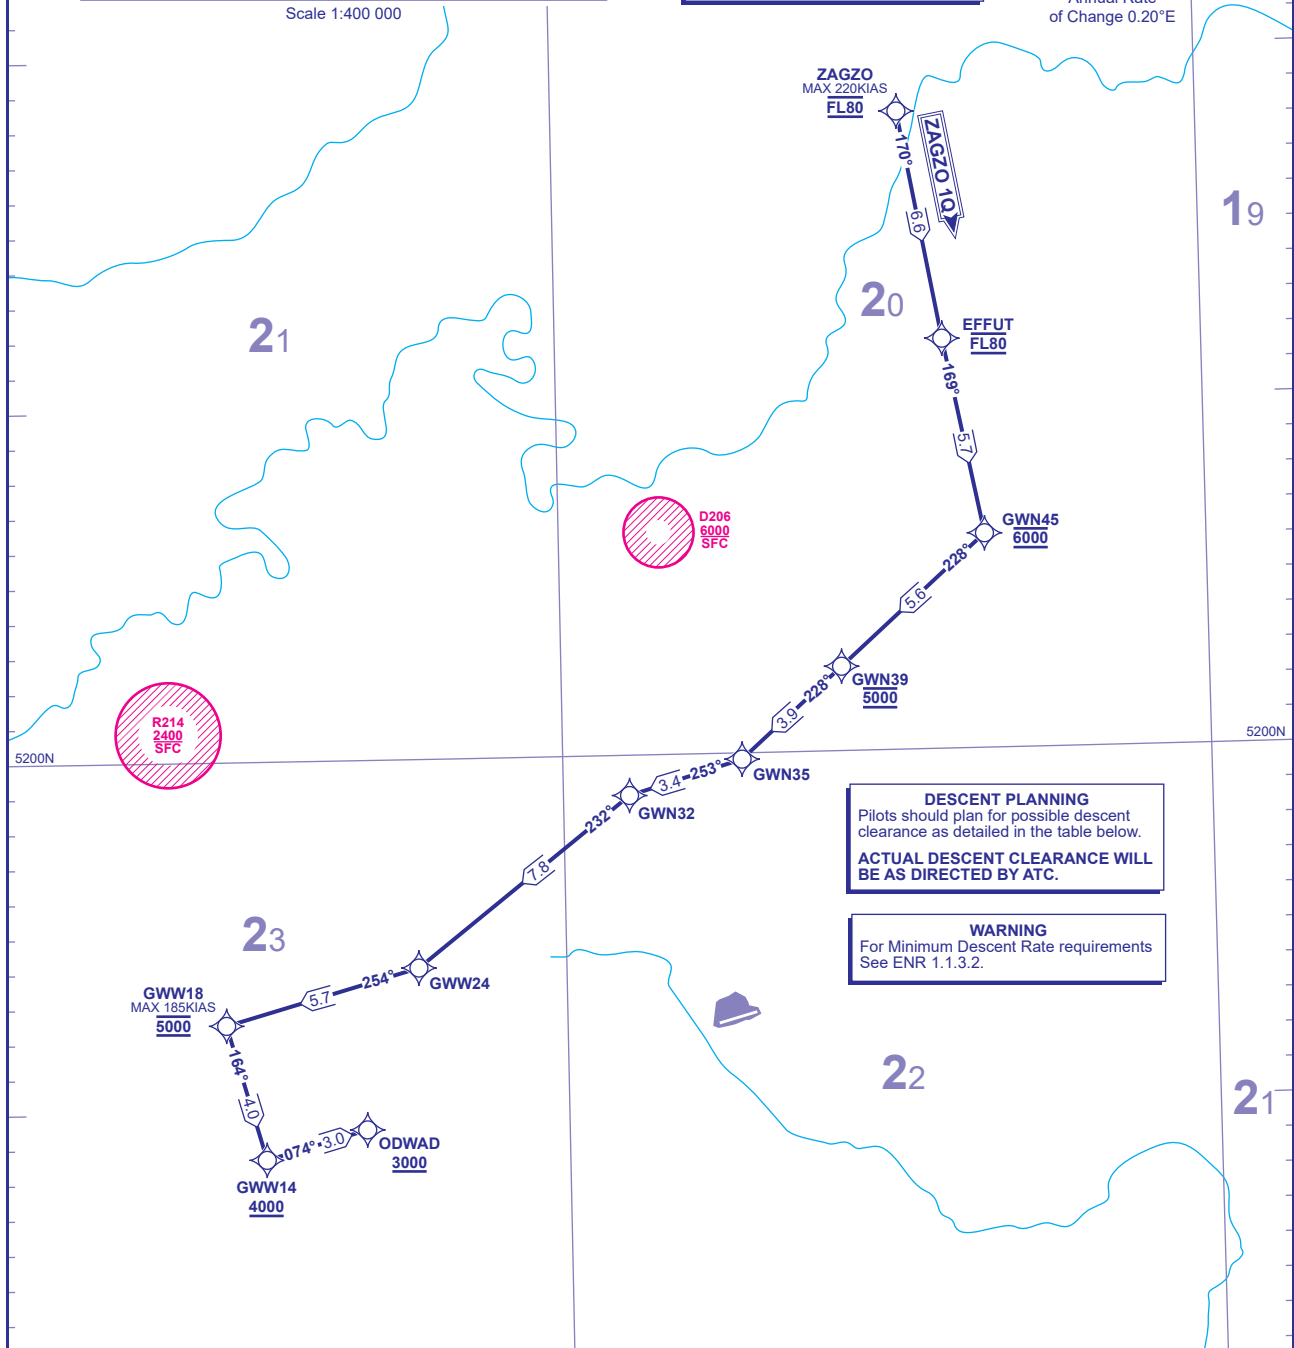 Scale 1:400 000
of Change 0.20°E
ZAGZO
MAX 220KIAS
FL80
170°
ZAGZO 1Q
6.6
19
20
21
EFFUT
FL80
169°
5.7
D206
6000
SFC
GWN45
6000
228°
5.6
GWN39
5000
228°
3.9
R214
2400
SFC
5200N
5200N
GWN35
253°
3.4
GWN32
232°
7.8
DESCENT PLANNING
Pilots should plan for possible descent
clearance as detailed in the table below.
ACTUAL DESCENT CLEARANCE WILL
BE AS DIRECTED BY ATC.
WARNING
For Minimum Descent Rate requirements
See ENR 1.1.3.2.
23
GWW24
254°
5.7
GWW18
MAX 185KIAS
5000
164°
4.0
22
21
074°
3.0
ODWAD
3000
GWW14
4000